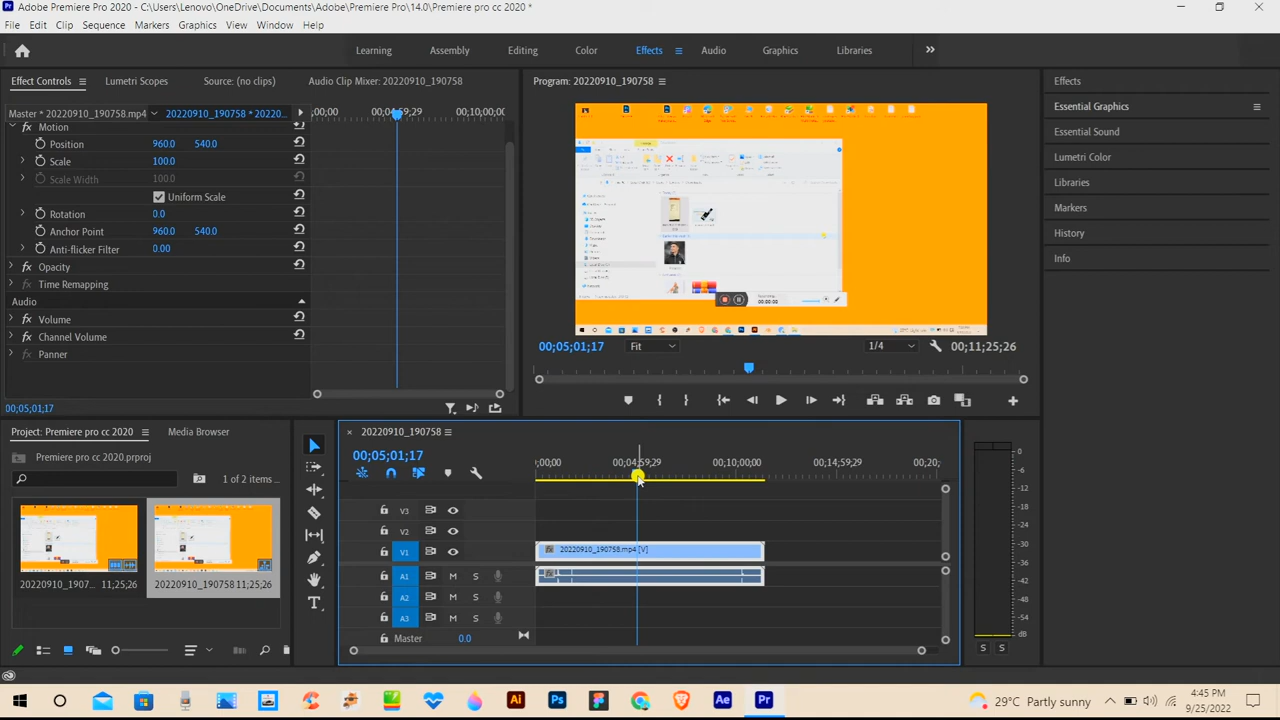 Adobe Premiere Pro 2020 - C:\Users\Lenovo\OneDrive\Documents\Adobe\Premiere Pro\14.0\Premiere pro cc 2020 *
File Edit Clip Sequence Markers Graphics View Window Help
Learning Assembly Editing Color Effects Audio Graphics Libraries
Effect Controls Lumetri Scopes Source: (no clips) Audio Clip Mixer: 20220910_190758
Master * 20220910_190758.mp4 20220910_190758 * 20220... ;00;00 00;04;59;29 00;10;00;00
Motion
Position 960.0 540.0
Scale 100.0
100.0
Uniform Scale
Rotation 0.0
Anchor Point 960.0 540.0
Anti-flicker Filter 0.00
Opacity
Time Remapping
Audio
Volume
Channel Volume
Panner
00;05;01;17
Program: 20220910_190758
00;05;01;17 Fit 1/4 00;11;25;26
Effects
Essential Graphics
Essential Sound
Lumetri Color
Libraries
Markers
History
Info
Project: Premiere pro cc 2020 Media Browser
Premiere pro cc 2020.prproj
1 of 2 items ...
20220910_1907... 11;25;26 20220910_190758 11;25;26
20220910_190758
00;05;01;17
;00;00 00;04;59;29 00;10;00;00 00;14;59;29 00;20;
V3
V2
V1 20220910_190758.mp4 [V]
A1 M S
A2 M S
A3 M S
Master 0.0
0
-6
-12
-18
-24
-30
-36
-42
-48
-54
dB
S S
Ai Ps Ae Pr 29°C Partly sunny 4:45 PM
9/25/2022